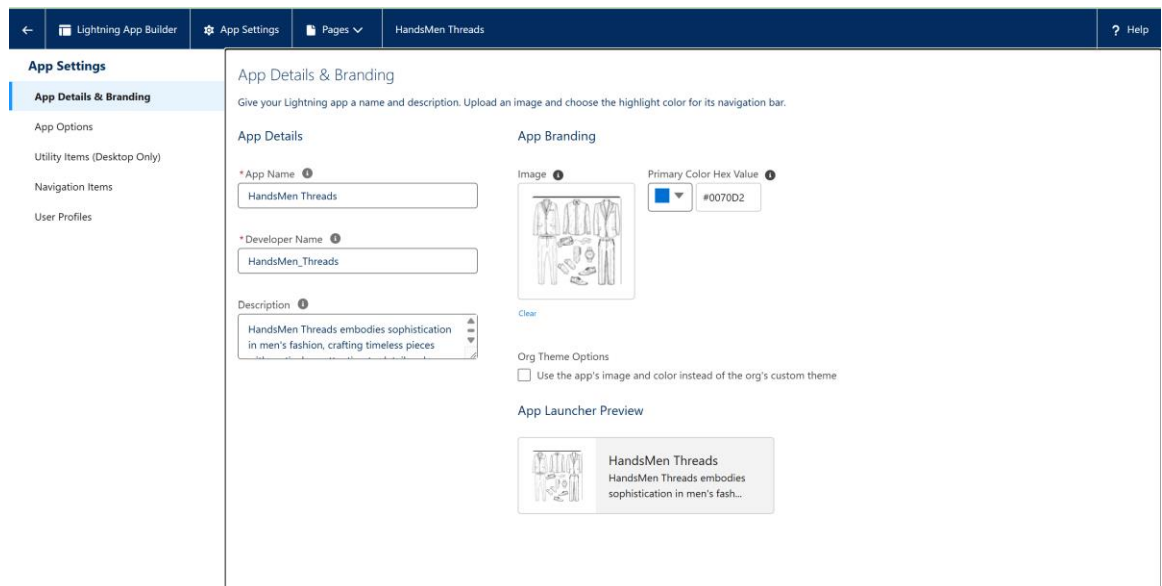 Lightning App Builder
App Settings
Pages
HandsMen Threads
? Help
App Settings
App Details & Branding
App Options
Utility Items (Desktop Only)
Navigation Items
User Profiles
App Details & Branding
Give your Lightning app a name and description. Upload an image and choose the highlight color for its navigation bar.
App Details
*App Name
HandsMen Threads
*Developer Name
HandsMen_Threads
Description
HandsMen Threads embodies sophistication
in men's fashion, crafting timeless pieces
App Branding
Image
Primary Color Hex Value
#0070D2
Clear
Org Theme Options
Use the app's image and color instead of the org's custom theme
App Launcher Preview
HandsMen Threads
HandsMen Threads embodies
sophistication in men's fash...